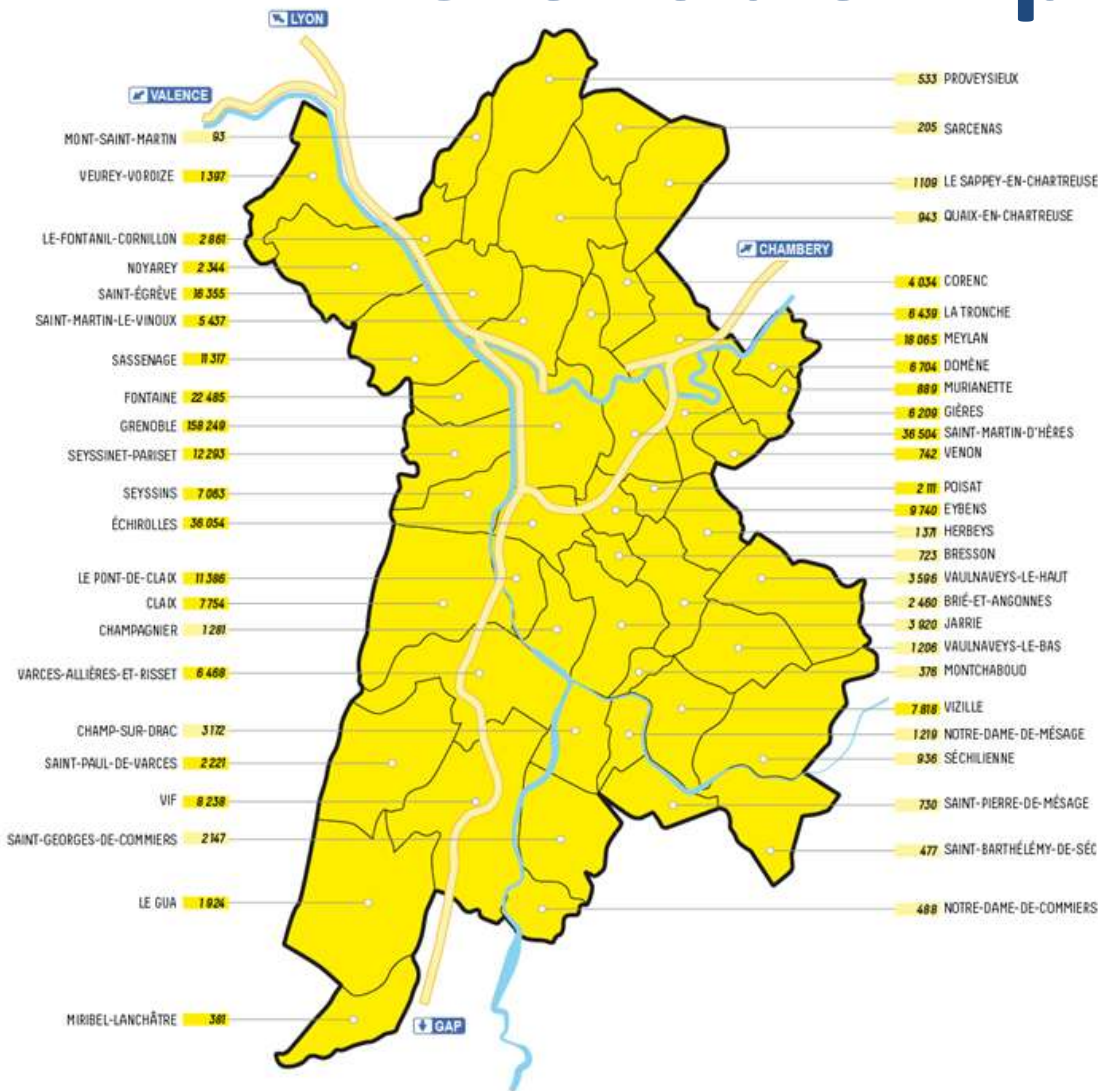 LYON
VALENCE
MONT-SAINT-MARTIN 93
VEUREY-VOROIZE 1 397
LE-FONTANIL-CORNILLON 2 861
NOYAREY 2 344
SAINT-ÉGRÈVE 16 355
SAINT-MARTIN-LE-VINOUX 5 437
SASSENAGE 11 317
FONTAINE 22 485
GRENOBLE 158 249
SEYSSINET-PARISET 12 293
SEYSSINS 7 063
ÉCHIROLLES 36 054
LE PONT-DE-CLAIX 11 386
CLAIX 7 754
CHAMPAGNIER 1 281
VARCES-ALLIÈRES-ET-RISSET 6 468
CHAMP-SUR-DRAC 3 172
SAINT-PAUL-DE-VARCES 2 221
VIF 8 238
SAINT-GEORGES-DE-COMMIERS 2 147
LE GUA 1 924
MIRIBEL-LANCHÂTRE 381
GAP
533 PROVEYSIEUX
205 SARCENAS
1 109 LE SAPPEY-EN-CHARTREUSE
943 QUAIX-EN-CHARTREUSE
CHAMBERY
4 034 CORENC
6 439 LA TRONCHE
18 065 MEYLAN
6 704 DOMÈNE
889 MURIANETTE
6 209 GIÈRES
36 504 SAINT-MARTIN-D'HÈRES
742 VENON
2 111 POISAT
9 740 EYBENS
1 371 HERBEYS
723 BRESSON
3 596 VAULNAVEYS-LE-HAUT
2 460 BRIÉ-ET-ANGONNES
3 920 JARRIE
1 206 VAULNAVEYS-LE-BAS
376 MONTCHABOUD
7 818 VIZILLE
1 219 NOTRE-DAME-DE-MÉSAGE
936 SÉCHILIENNE
730 SAINT-PIERRE-DE-MÉSAGE
477 SAINT-BARTHÉLÉMY-DE-SÉC
488 NOTRE-DAME-DE-COMMIERS